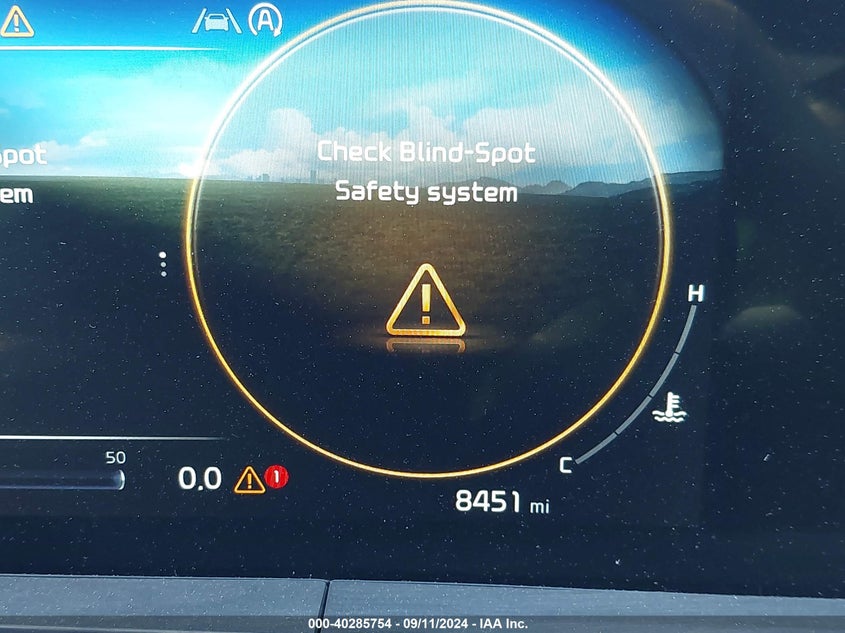 A
Check Blind-Spot
Safety system
pot
em
H
C
50
0.0
1
8451 mi
000-40285754 - 09/11/2024 - IAA Inc.